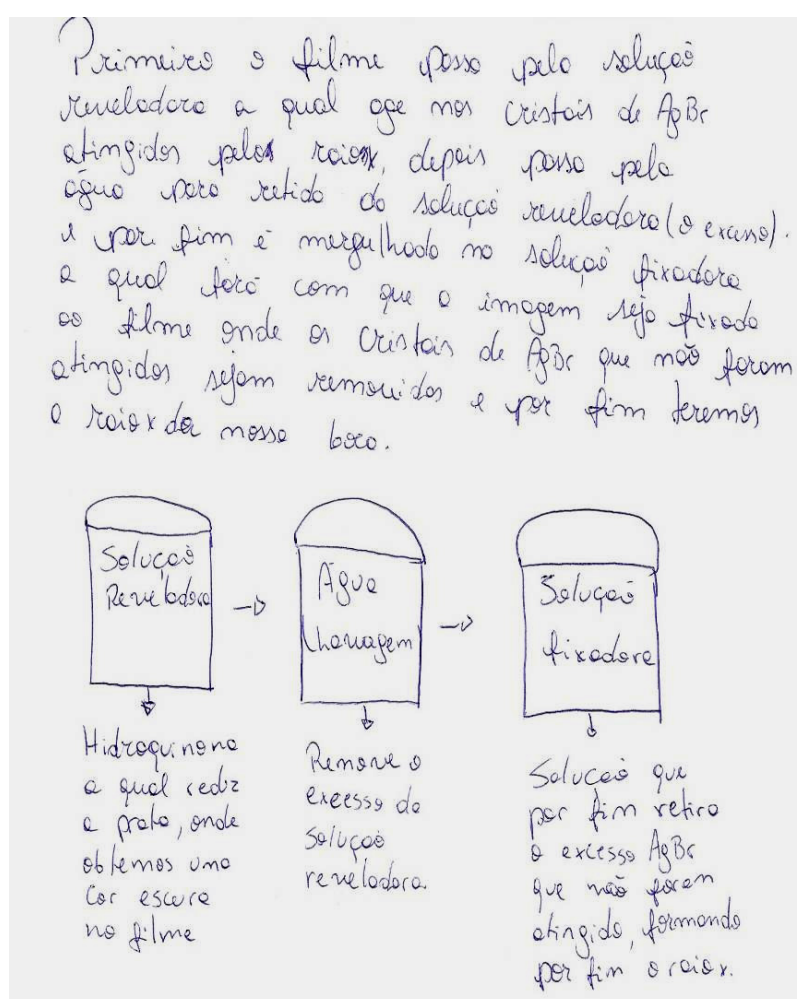 Primeiro o filme passa pela solução
reveladora a qual age nos cristais de AgBr
atingidos pelos raiosx, depois passa pela
água para retida da solução reveladora (o excesso).
e por fim é mergulhado na solução fixadora
a qual fará com que a imagem seja fixada
ao filme onde os cristais de AgBr que não foram
atingidos sejam removidos e por fim teremos
o raio x da nossa boca.
Solução
Reveladora
Água
Lavagem
Solução
fixadora
Hidroquinona
a qual reduz
a prata, onde
obtemos uma
cor escura
no filme
Remove o
excesso da
solução
reveladora.
Solução que
por fim retira
o excesso AgBr
que não foram
atingido, formando
por fim o raio x.